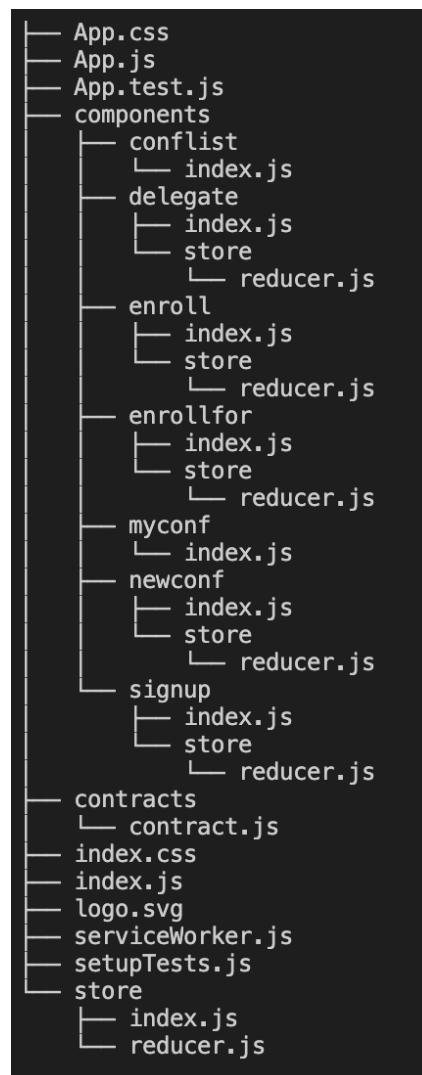 ├── App.css
├── App.js
├── App.test.js
├── components
│   ├── conflist
│   │   └── index.js
│   ├── delegate
│   │   ├── index.js
│   │   └── store
│   │       └── reducer.js
│   ├── enroll
│   │   ├── index.js
│   │   └── store
│   │       └── reducer.js
│   ├── enrollfor
│   │   ├── index.js
│   │   └── store
│   │       └── reducer.js
│   ├── myconf
│   │   └── index.js
│   ├── newconf
│   │   ├── index.js
│   │   └── store
│   │       └── reducer.js
│   └── signup
│       ├── index.js
│       └── store
│           └── reducer.js
├── contracts
│   └── contract.js
├── index.css
├── index.js
├── logo.svg
├── serviceWorker.js
├── setupTests.js
└── store
    ├── index.js
    └── reducer.js